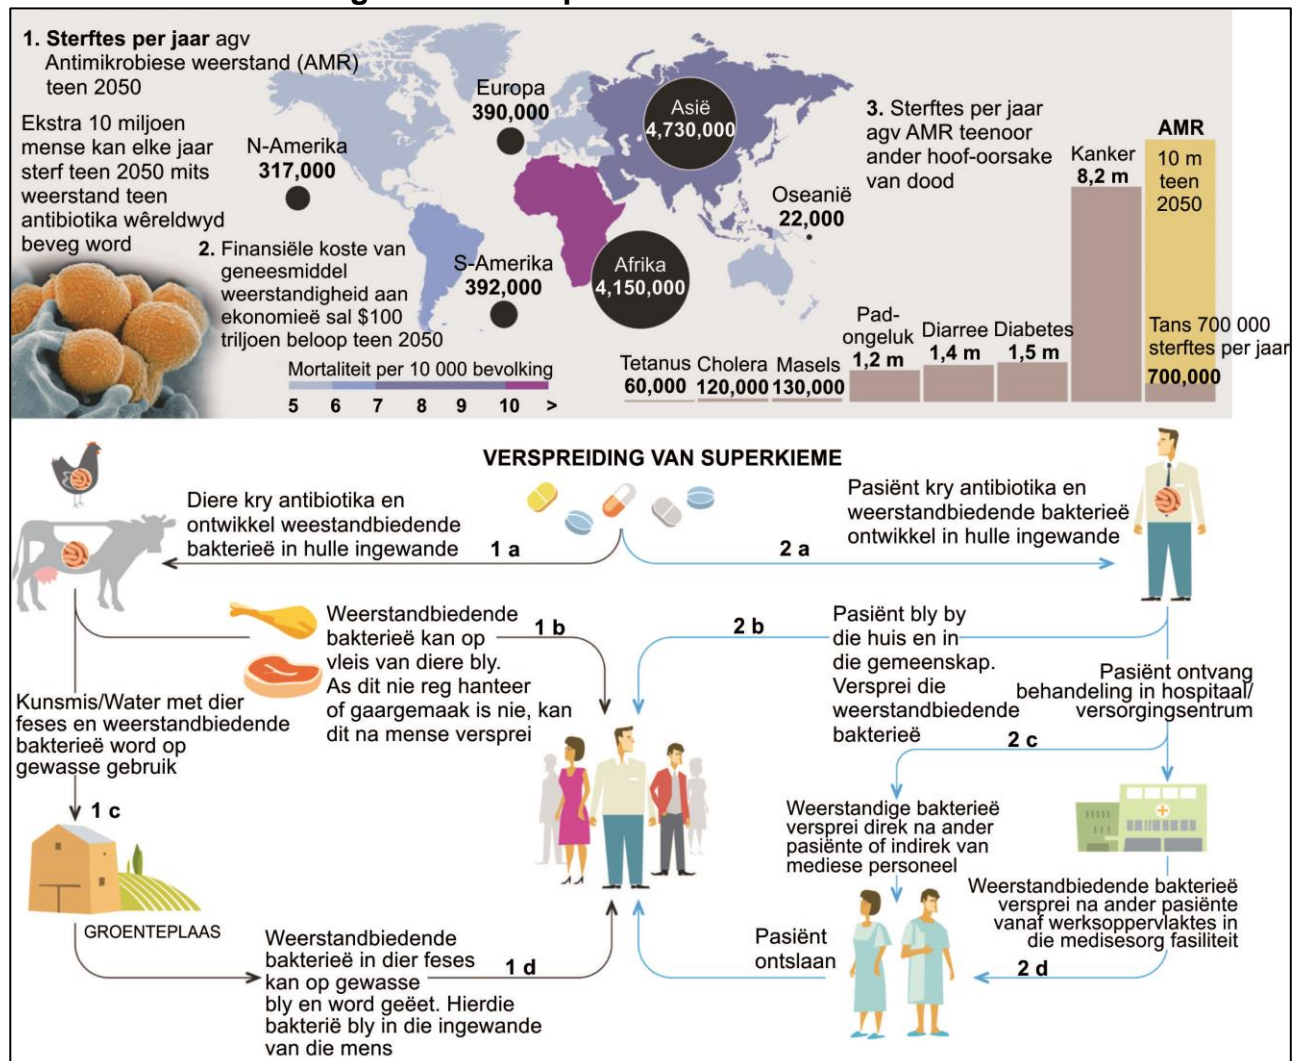 1. Sterftes per jaar agv
Antimikrobiese weerstand (AMR)
teen 2050
Ekstra 10 miljoen
mense kan elke jaar
sterf teen 2050 mits
weerstand teen
antibiotika wêreldwyd
beveg word
N-Amerika
317,000
Europa
390,000
Asië
4,730,000
Oseanië
22,000
S-Amerika
392,000
Afrika
4,150,000
2. Finansiële koste van
geneesmiddel
weerstandigheid aan
ekonomieë sal $100
triljoen beloop teen 2050
Mortaliteit per 10 000 bevolking
5 6 7 8 9 10 >
3. Sterftes per jaar
agv AMR teenoor
ander hoof-oorsake
van dood
Tetanus
60,000
Cholera
120,000
Masels
130,000
Pad-
ongeluk
1,2 m
Diarree
1,4 m
Diabetes
1,5 m
Kanker
8,2 m
AMR
10 m
teen
2050
Tans 700 000
sterftes per jaar
700,000
VERSPREIDING VAN SUPERKIEME
Diere kry antibiotika en
ontwikkel weestandbiedende
bakterieë in hulle ingewande
1 a
2 a
Pasiënt kry antibiotika en
weerstandbiedende bakterieë
ontwikkel in hulle ingewande
Weerstandbiedende
bakterieë kan op
vleis van diere bly.
As dit nie reg hanteer
of gaargemaak is nie, kan
dit na mense versprei
1 b
2 b
Pasiënt bly by
die huis en in
die gemeenskap.
Versprei die
weerstandbiedende
bakterieë
Pasiënt ontvang
behandeling in hospitaal/
versorgingsentrum
2 c
Kunsmis/Water met dier
feses en weerstandbiedende
bakterieë word op
gewasse gebruik
1 c
GROENTEPLAAS
Weerstandige bakterieë
versprei direk na ander
pasiënte of indirek van
mediese personeel
Weerstandbiedende bakterieë
versprei na ander pasiënte
vanaf werksoppervlaktes in
die medisesorg fasiliteit
2 d
Pasiënt
ontslaan
Weerstandbiedende
bakterieë in dier feses
kan op gewasse
bly en word geëet. Hierdie
bakterië bly in die ingewande
van die mens
1 d